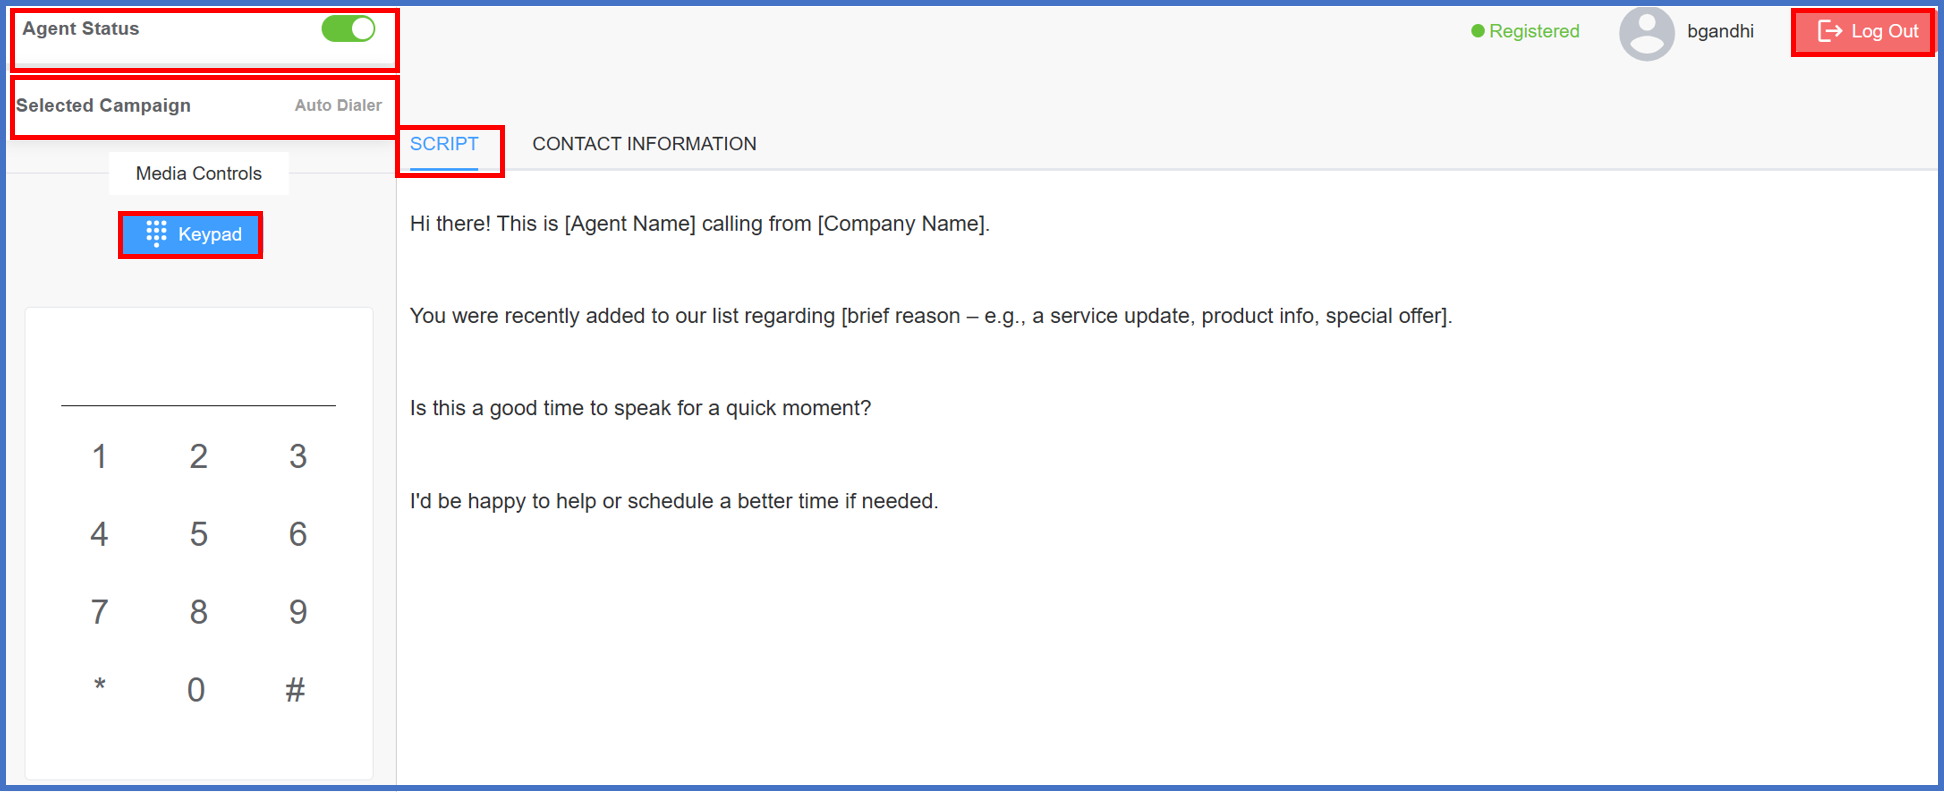 Agent Status
Registered
bgandhi
Log Out
Selected Campaign Auto Dialer
SCRIPT CONTACT INFORMATION
Media Controls
Keypad
1 2 3
4 5 6
7 8 9
* 0 #
Hi there! This is [Agent Name] calling from [Company Name].
You were recently added to our list regarding [brief reason – e.g., a service update, product info, special offer].
Is this a good time to speak for a quick moment?
I'd be happy to help or schedule a better time if needed.